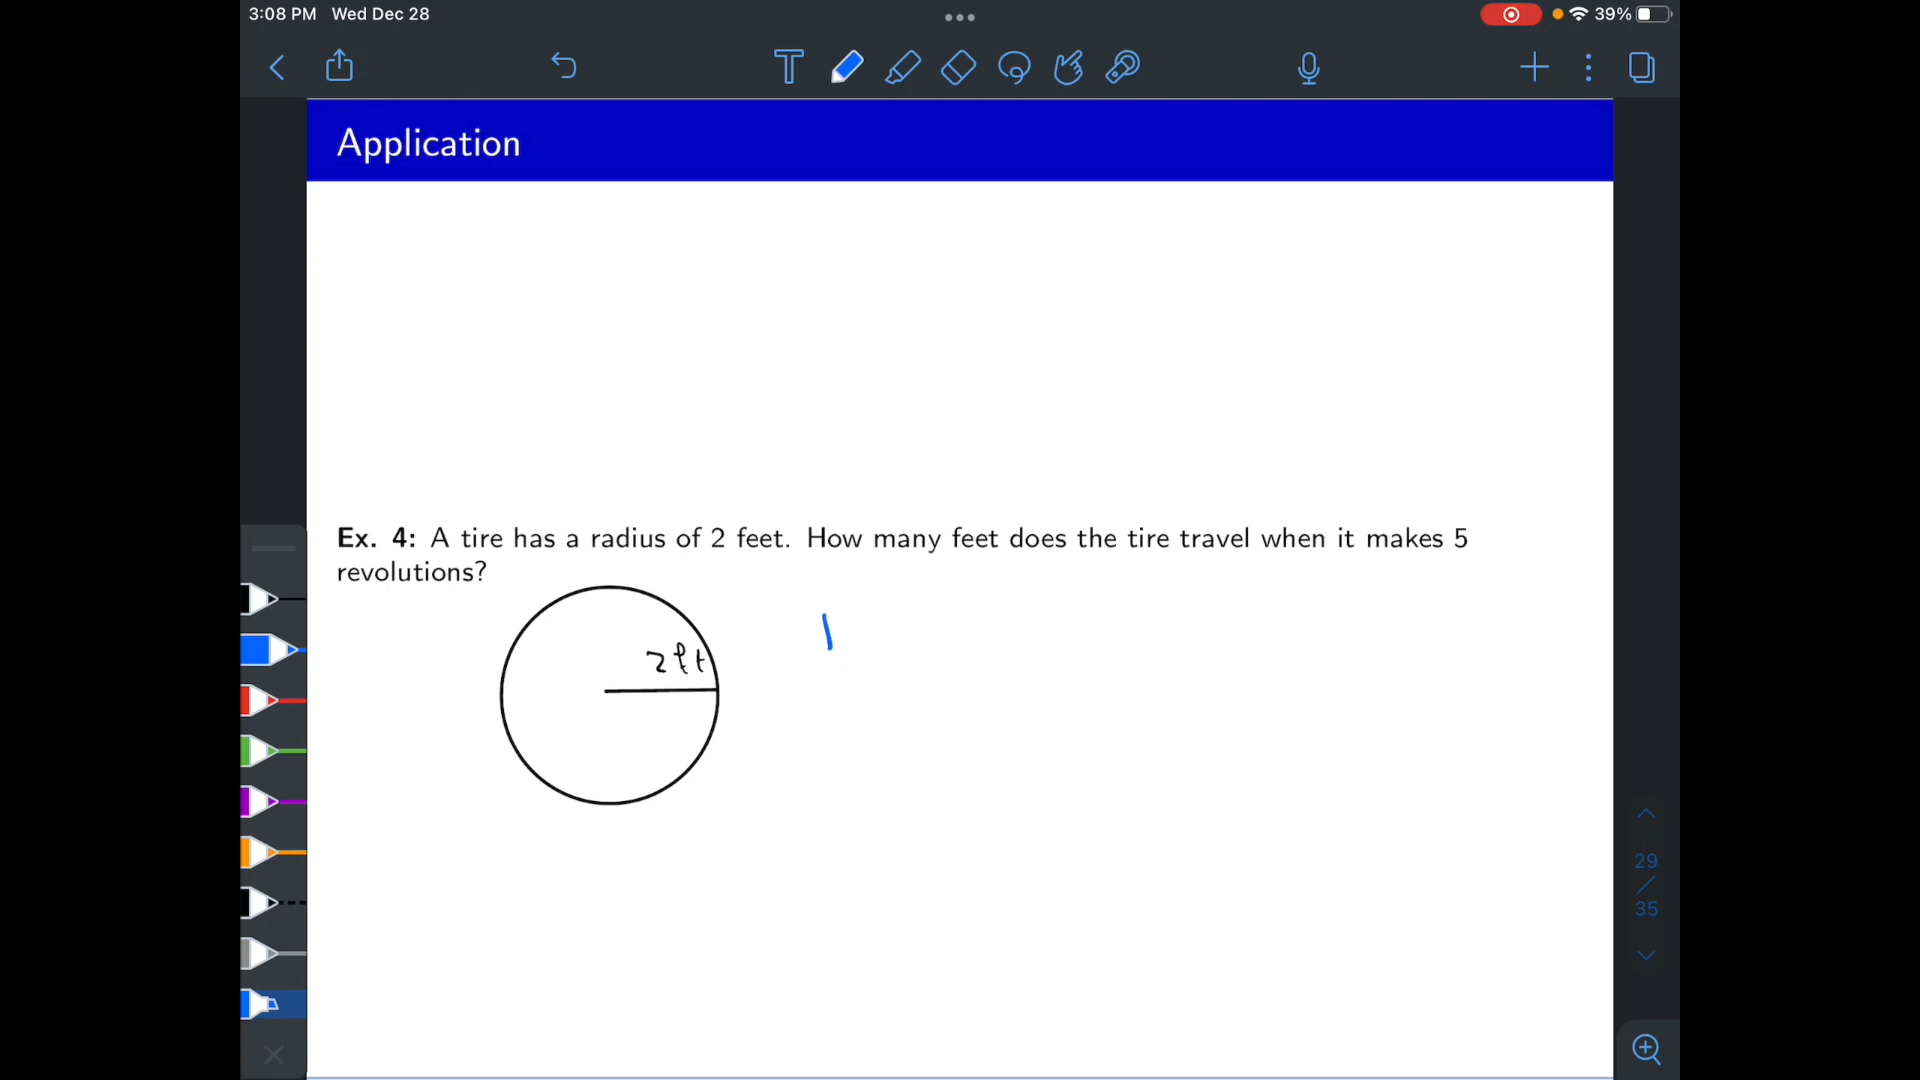 3:08 PM Wed Dec 28
39%
Application
Ex. 4: A tire has a radius of 2 feet. How many feet does the tire travel when it makes 5
revolutions?
2ft
29
/
35